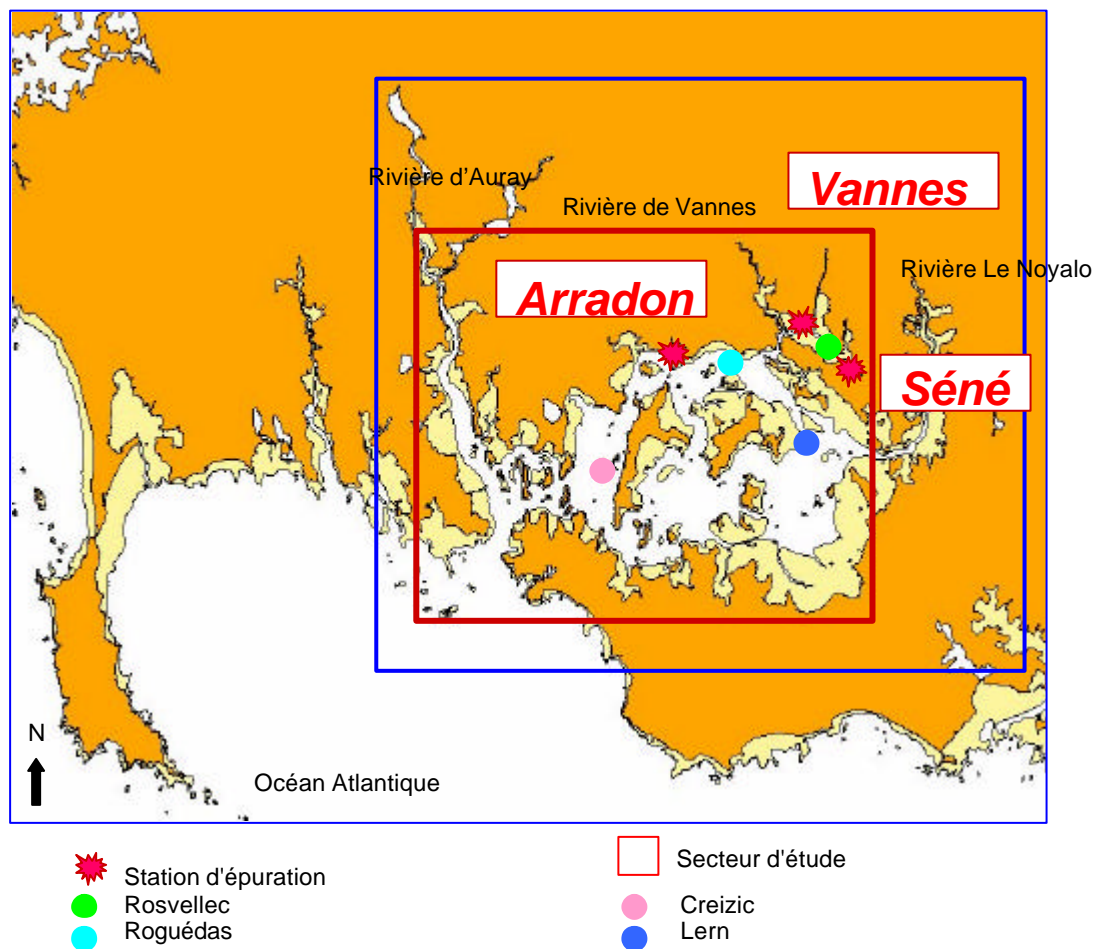 Vannes
Rivière d'Auray
Rivière de Vannes
Rivière Le Noyalo
Arradon
Séné
N
Océan Atlantique
Station d'épuration
Secteur d'étude
Rosvellec
Creizic
Roguédas
Lern